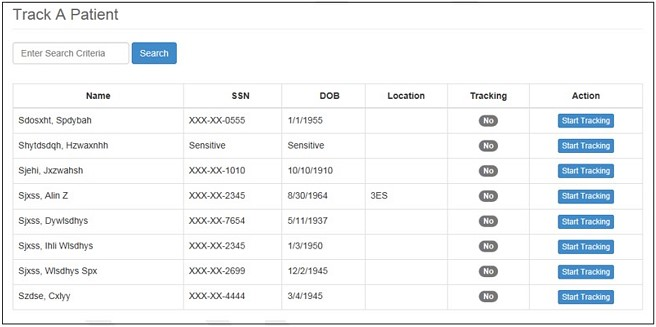 Track A Patient
Enter Search Criteria Search
Name SSN DOB Location Tracking Action
Sdosxht, Spdybah XXX-XX-0555 1/1/1955 No Start Tracking
Shytdsdqh, Hzwaxnhh Sensitive Sensitive No Start Tracking
Sjehi, Jxzwahsh XXX-XX-1010 10/10/1910 No Start Tracking
Sjxss, Alin Z XXX-XX-2345 8/30/1964 3ES No Start Tracking
Sjxss, Dywlsdhys XXX-XX-7654 5/11/1937 No Start Tracking
Sjxss, Ihli Wlsdhys XXX-XX-2345 1/3/1950 No Start Tracking
Sjxss, Wlsdhys Spx XXX-XX-2699 12/2/1945 No Start Tracking
Szdse, Cxlyy XXX-XX-4444 3/4/1945 No Start Tracking